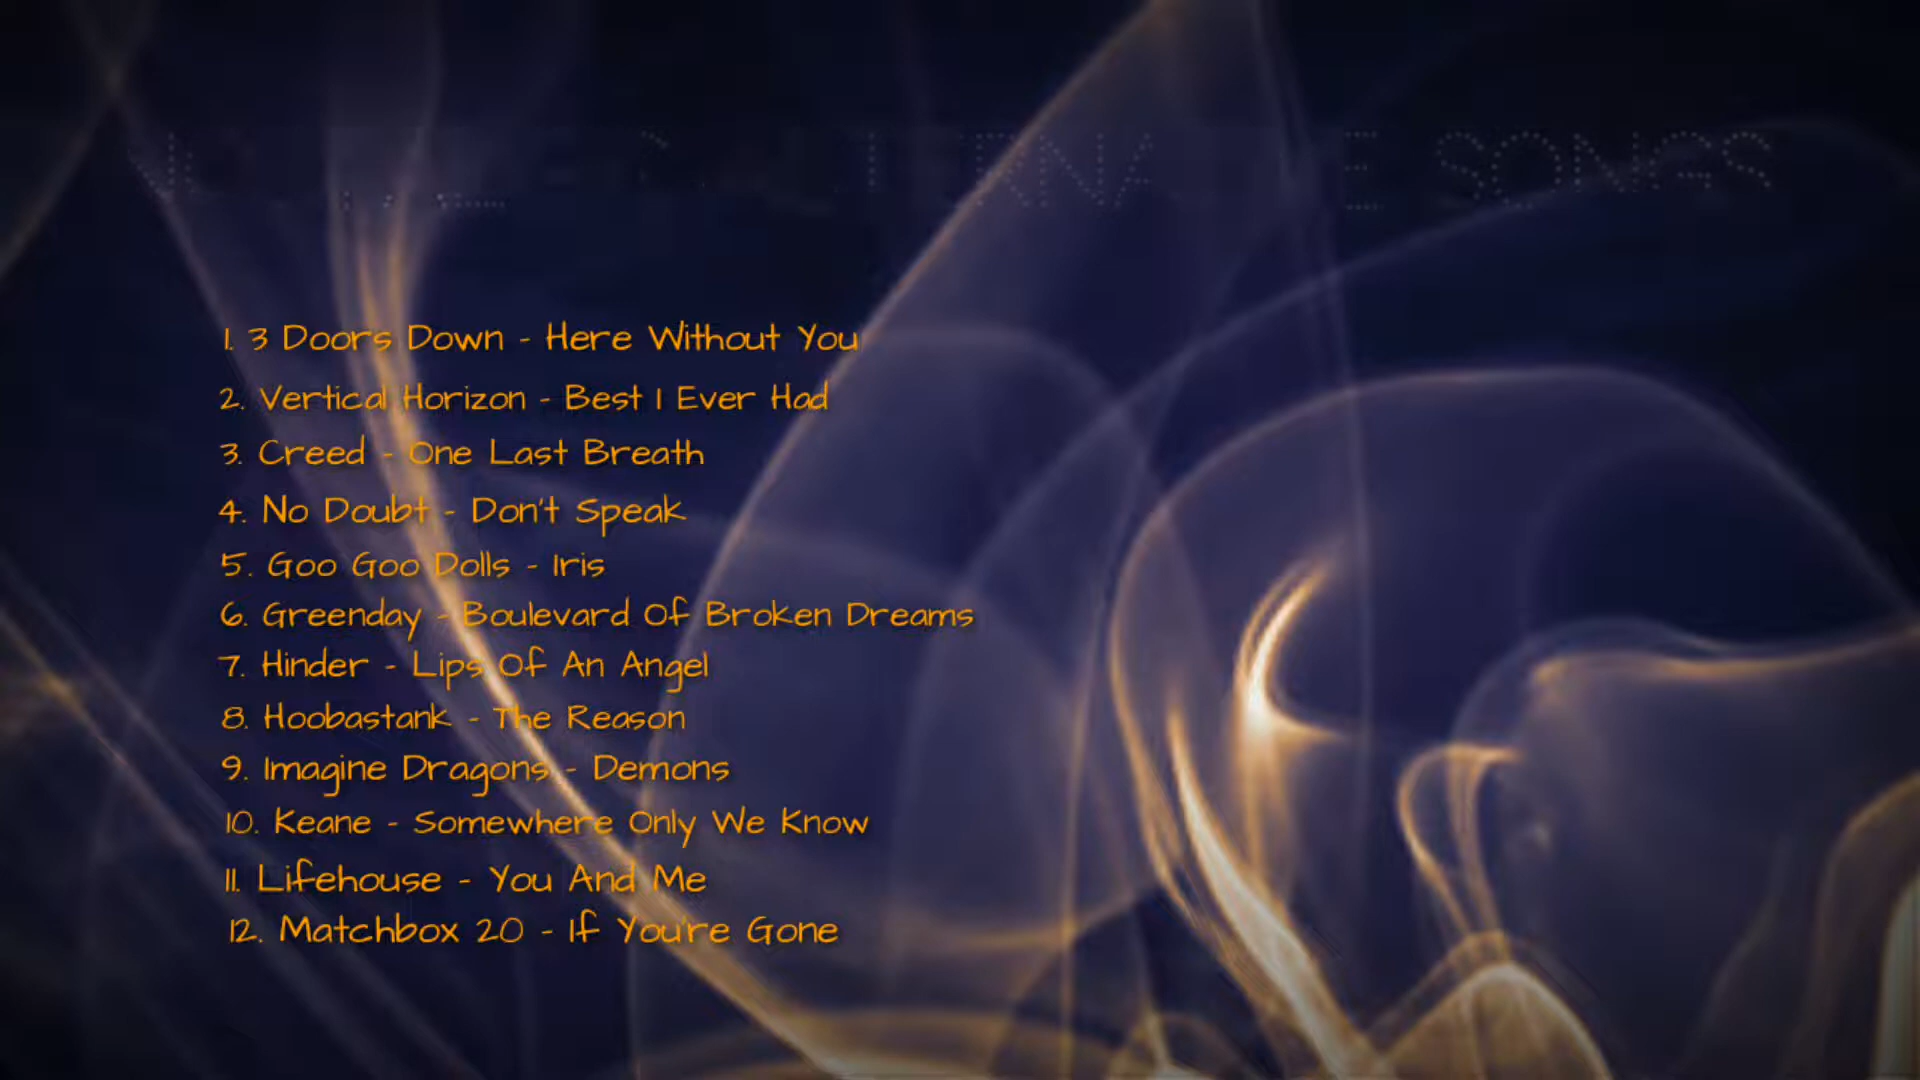 SONGS
1. 3 Doors Down - Here Without You
2. Vertical Horizon - Best I Ever Had
3. Creed - One Last Breath
4. No Doubt - Don't Speak
5. Goo Goo Dolls - Iris
6. Greenday - Boulevard Of Broken Dreams
7. Hinder - Lips Of An Angel
8. Hoobastank - The Reason
9. Imagine Dragons - Demons
10. Keane - Somewhere Only We Know
11. Lifehouse - You And Me
12. Matchbox 20 - If You're Gone